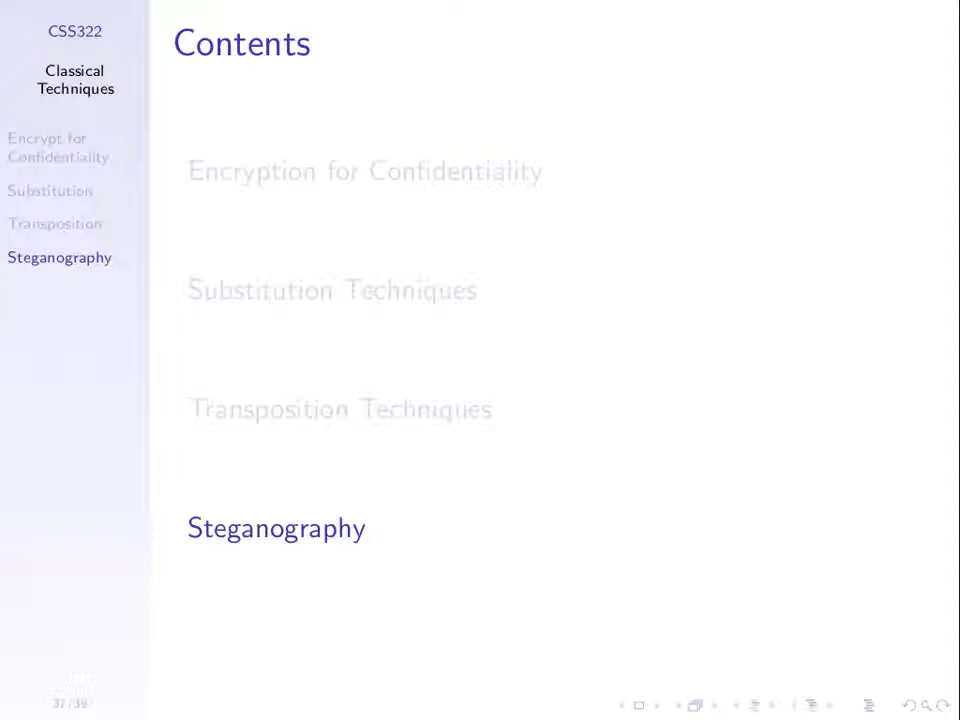 CSS322
Classical
Techniques
Encrypt for
Confidentiality
Substitution
Transposition
Steganography
Contents
Encryption for Confidentiality
Substitution Techniques
Transposition Techniques
Steganography
37/39